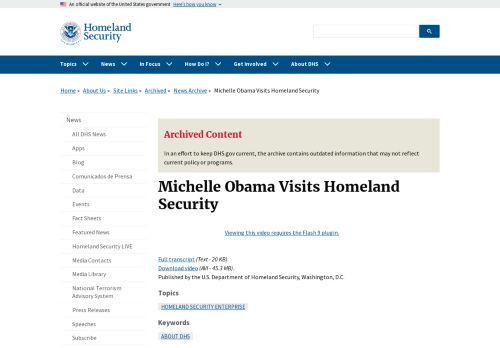 An official website of the United States government Here's how you know
Homeland
Security
Topics News In Focus How Do I? Get Involved About DHS
Home » About Us » Site Links » Archived » News Archive » Michelle Obama Visits Homeland Security
News
All DHS News
Apps
Blog
Comunicados de Prensa
Data
Events
Fact Sheets
Featured News
Homeland Security LIVE
Media Contacts
Media Library
National Terrorism
Advisory System
Press Releases
Speeches
Subscribe
Archived Content
In an effort to keep DHS.gov current, the archive contains outdated information that may not reflect
current policy or programs.
Michelle Obama Visits Homeland
Security
Viewing this video requires the Flash 9 plugin.
Full transcript (Text - 20 KB)
Download video (AVI - 45.3 MB).
Published by the U.S. Department of Homeland Security, Washington, D.C.
Topics
HOMELAND SECURITY ENTERPRISE
Keywords
ABOUT DHS